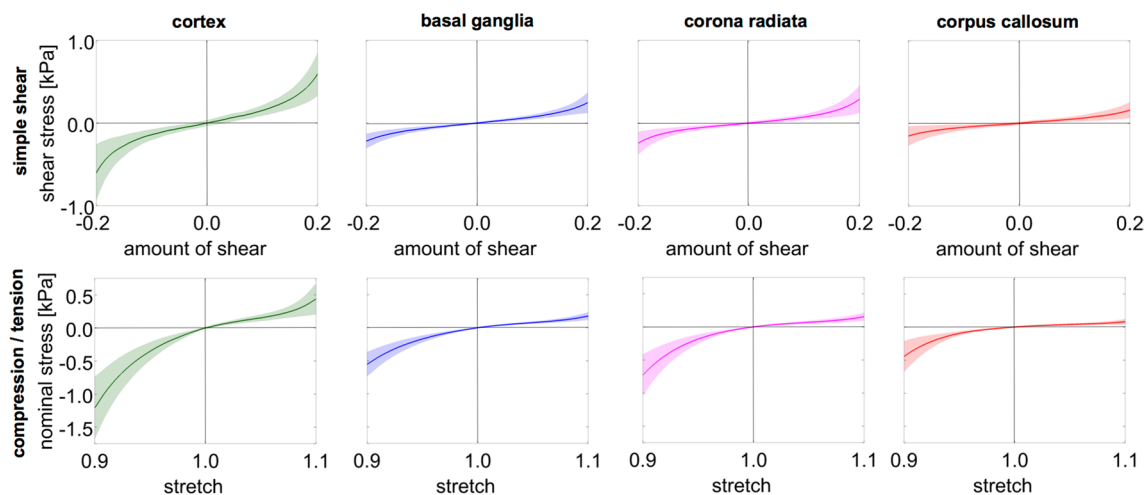 cortex
basal ganglia
corona radiata
corpus callosum
simple shear
shear stress [kPa]
1.0
0.0
-1.0
-0.2 0.0 0.2
amount of shear
-0.2 0.0 0.2
amount of shear
-0.2 0.0 0.2
amount of shear
-0.2 0.0 0.2
amount of shear
compression / tension
nominal stress [kPa]
0.5
0.0
-0.5
-1.0
-1.5
0.9 1.0 1.1
stretch
0.9 1.0 1.1
stretch
0.9 1.0 1.1
stretch
0.9 1.0 1.1
stretch